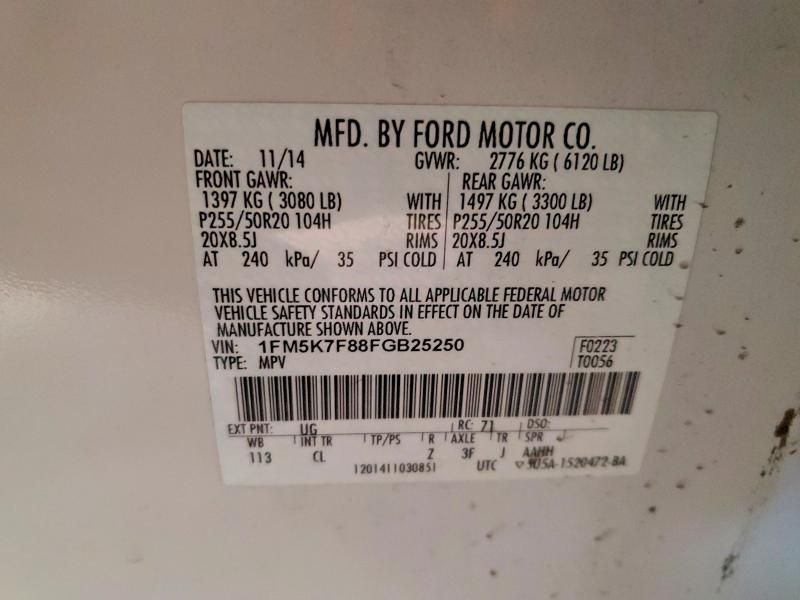 MFD. BY FORD MOTOR CO.
DATE: 11/14 GVWR: 2776 KG ( 6120 LB)
FRONT GAWR: REAR GAWR:
1397 KG ( 3080 LB) WITH 1497 KG ( 3300 LB) WITH
P255/50R20 104H TIRES P255/50R20 104H TIRES
20X8.5J RIMS 20X8.5J RIMS
AT 240 kPa/ 35 PSI COLD AT 240 kPa/ 35 PSI COLD
THIS VEHICLE CONFORMS TO ALL APPLICABLE FEDERAL MOTOR
VEHICLE SAFETY STANDARDS IN EFFECT ON THE DATE OF
MANUFACTURE SHOWN ABOVE.
VIN: 1FM5K7F88FGB25250 F0223
TYPE: MPV T0056
EXT PNT: UG RC: 71 DSO:
WB INT TR TP/PS R AXLE TR SPR
113 CL Z 3F J AAHH
1201411030851 UTC